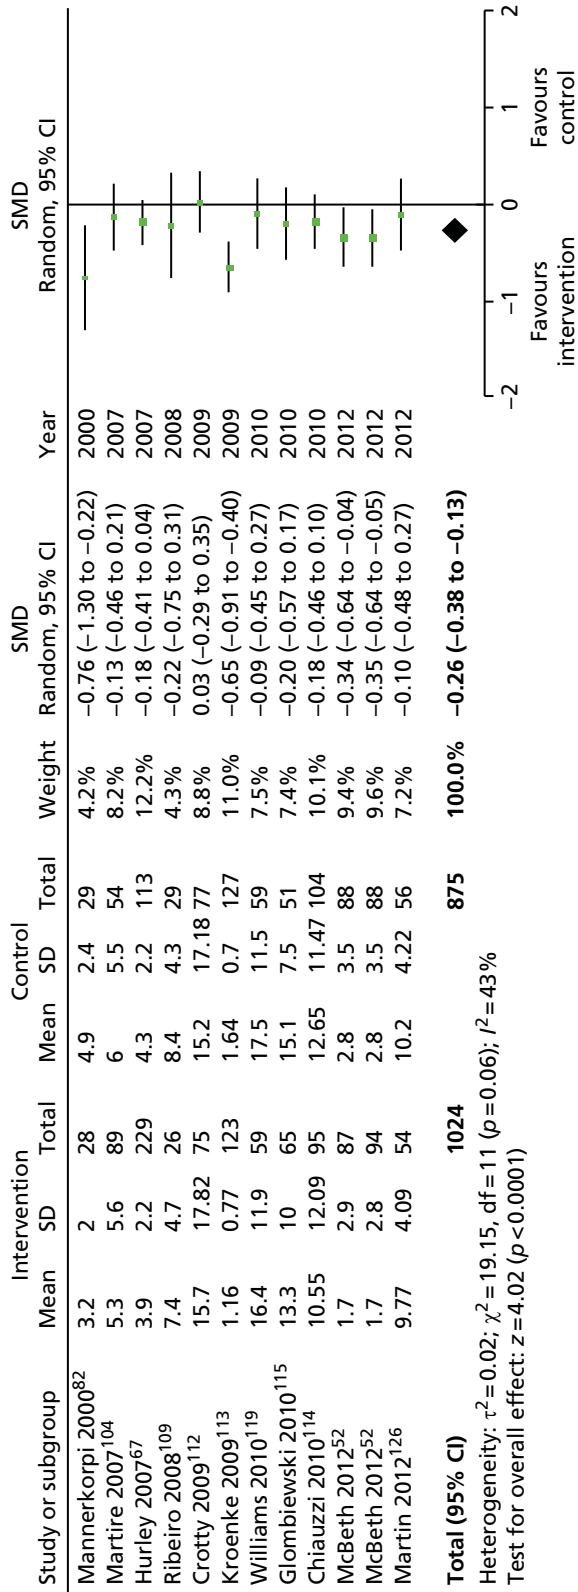 Intervention Control SMD SMD
Study or subgroup Mean SD Total Mean SD Total Weight Random, 95% CI Year Random, 95% CI
Mannerkorpi 200082 3.2 2 28 4.9 2.4 29 4.2% −0.76 (−1.30 to −0.22) 2000
Martire 2007104 5.3 5.6 89 6 5.5 54 8.2% −0.13 (−0.46 to 0.21) 2007
Hurley 200767 3.9 2.2 229 4.3 2.2 113 12.2% −0.18 (−0.41 to 0.04) 2007
Ribeiro 2008109 7.4 4.7 26 8.4 4.3 29 4.3% −0.22 (−0.75 to 0.31) 2008
Crotty 2009112 15.7 17.82 75 15.2 17.18 77 8.8% 0.03 (−0.29 to 0.35) 2009
Kroenke 2009113 1.16 0.77 123 1.64 0.7 127 11.0% −0.65 (−0.91 to −0.40) 2009
Williams 2010119 16.4 11.9 59 17.5 11.5 59 7.5% −0.09 (−0.45 to 0.27) 2010
Glombiewski 2010115 13.3 10 65 15.1 7.5 51 7.4% −0.20 (−0.57 to 0.17) 2010
Chiauzzi 2010114 10.55 12.09 95 12.65 11.47 104 10.1% −0.18 (−0.46 to 0.10) 2010
McBeth 201252 1.7 2.9 87 2.8 3.5 88 9.4% −0.34 (−0.64 to −0.04) 2012
McBeth 201252 1.7 2.8 94 2.8 3.5 88 9.6% −0.35 (−0.64 to −0.05) 2012
Martin 2012126 9.77 4.09 54 10.2 4.22 56 7.2% −0.10 (−0.48 to 0.27) 2012
Total (95% CI) 1024 875 100.0% −0.26 (−0.38 to −0.13)
Heterogeneity: τ2=0.02; χ2=19.15, df=11 (p=0.06); I2=43%
Test for overall effect: z=4.02 (p<0.0001)
−2 −1 0 1 2
Favours Favours
intervention control